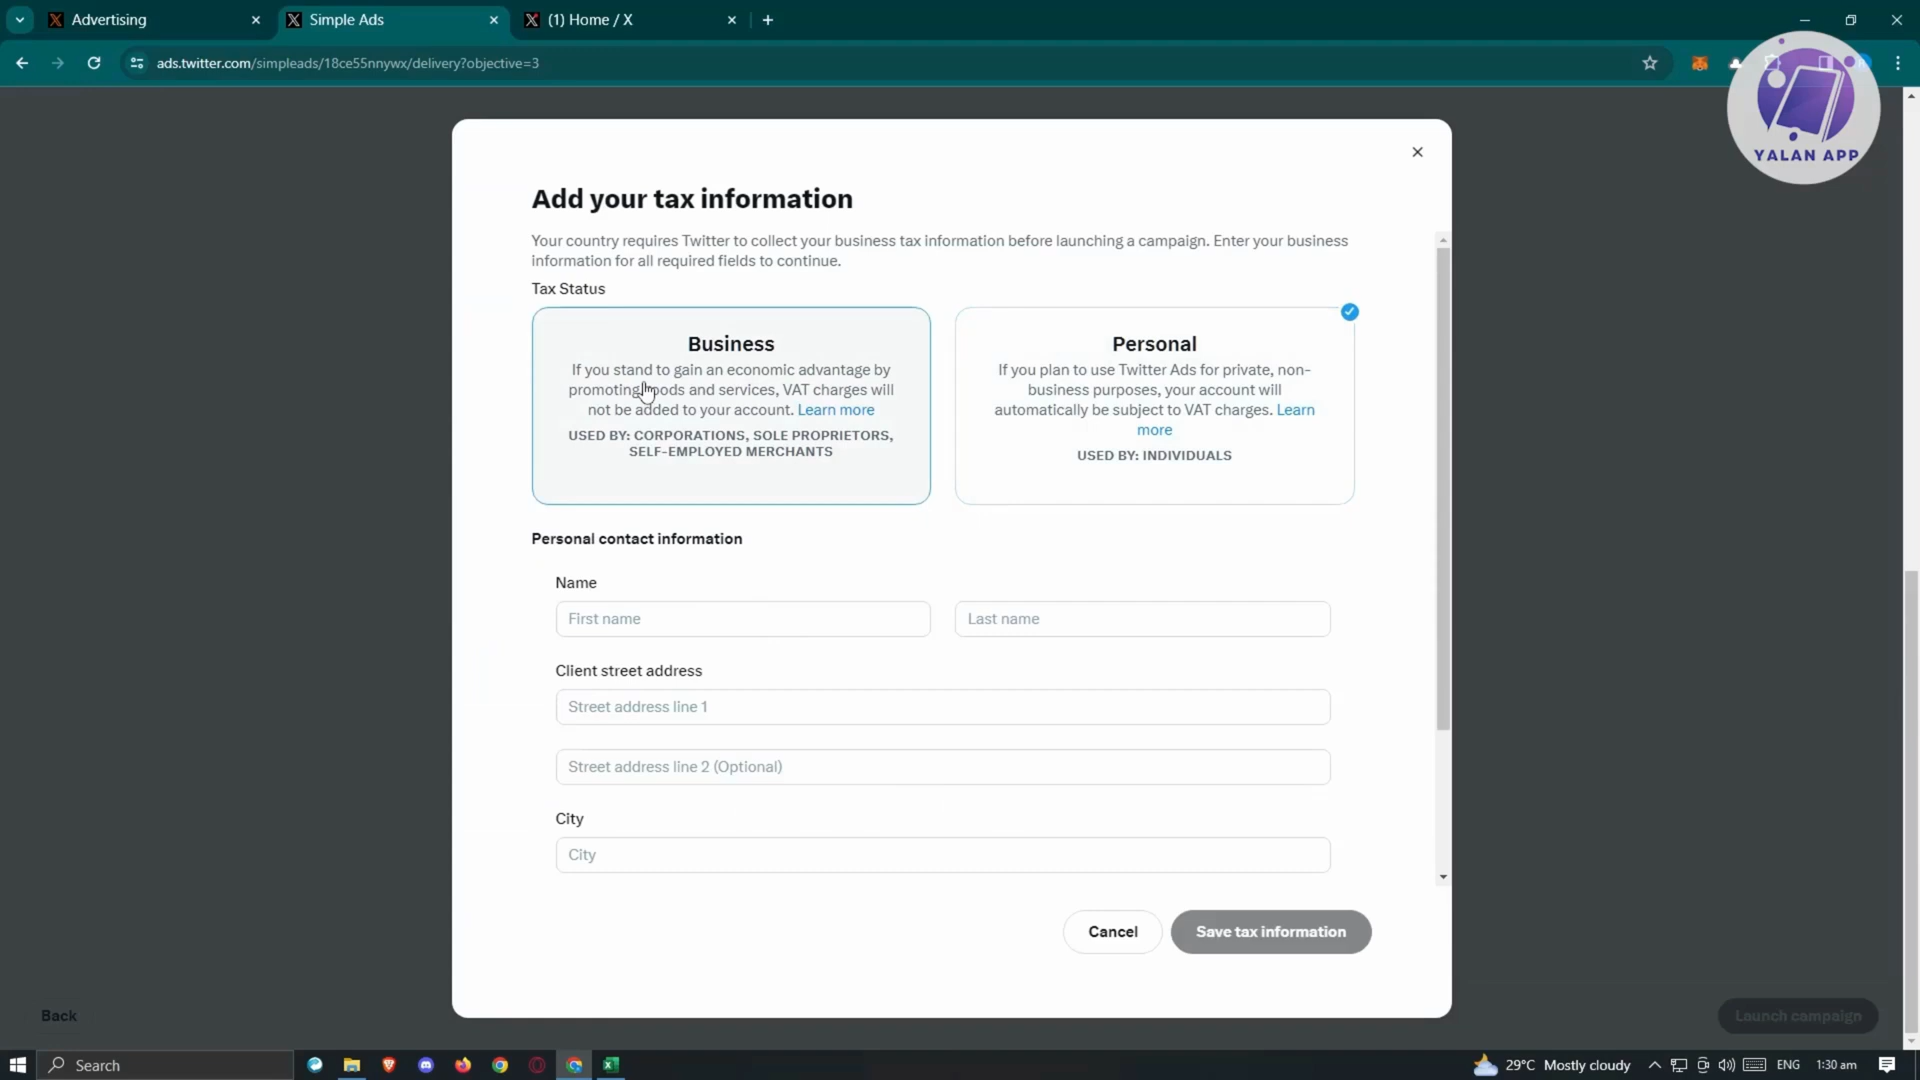 Advertising
Simple Ads
(1) Home / X
ads.twitter.com/simpleads/18ce55nnywx/delivery?objective=3
YALAN APP
Add your tax information
Your country requires Twitter to collect your business tax information before launching a campaign. Enter your business
information for all required fields to continue.
Tax Status
Business
If you stand to gain an economic advantage by
promoting goods and services, VAT charges will
not be added to your account. Learn more
USED BY: CORPORATIONS, SOLE PROPRIETORS,
SELF-EMPLOYED MERCHANTS
Personal
If you plan to use Twitter Ads for private, non-
business purposes, your account will
automatically be subject to VAT charges. Learn
more
USED BY: INDIVIDUALS
Personal contact information
Name
First name
Last name
Client street address
Street address line 1
Street address line 2 (Optional)
City
City
Cancel
Save tax information
Back
Launch campaign
Search
29°C Mostly cloudy
ENG
1:30 am